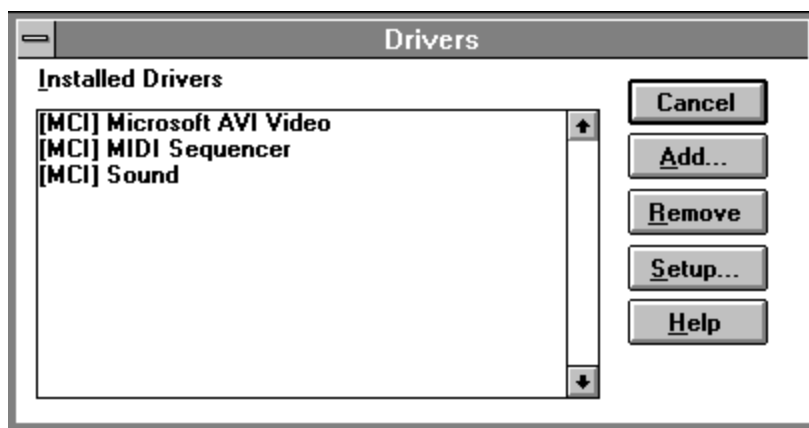 Drivers
Installed Drivers
[MCI] Microsoft AVI Video
[MCI] MIDI Sequencer
[MCI] Sound
Cancel
Add...
Remove
Setup...
Help